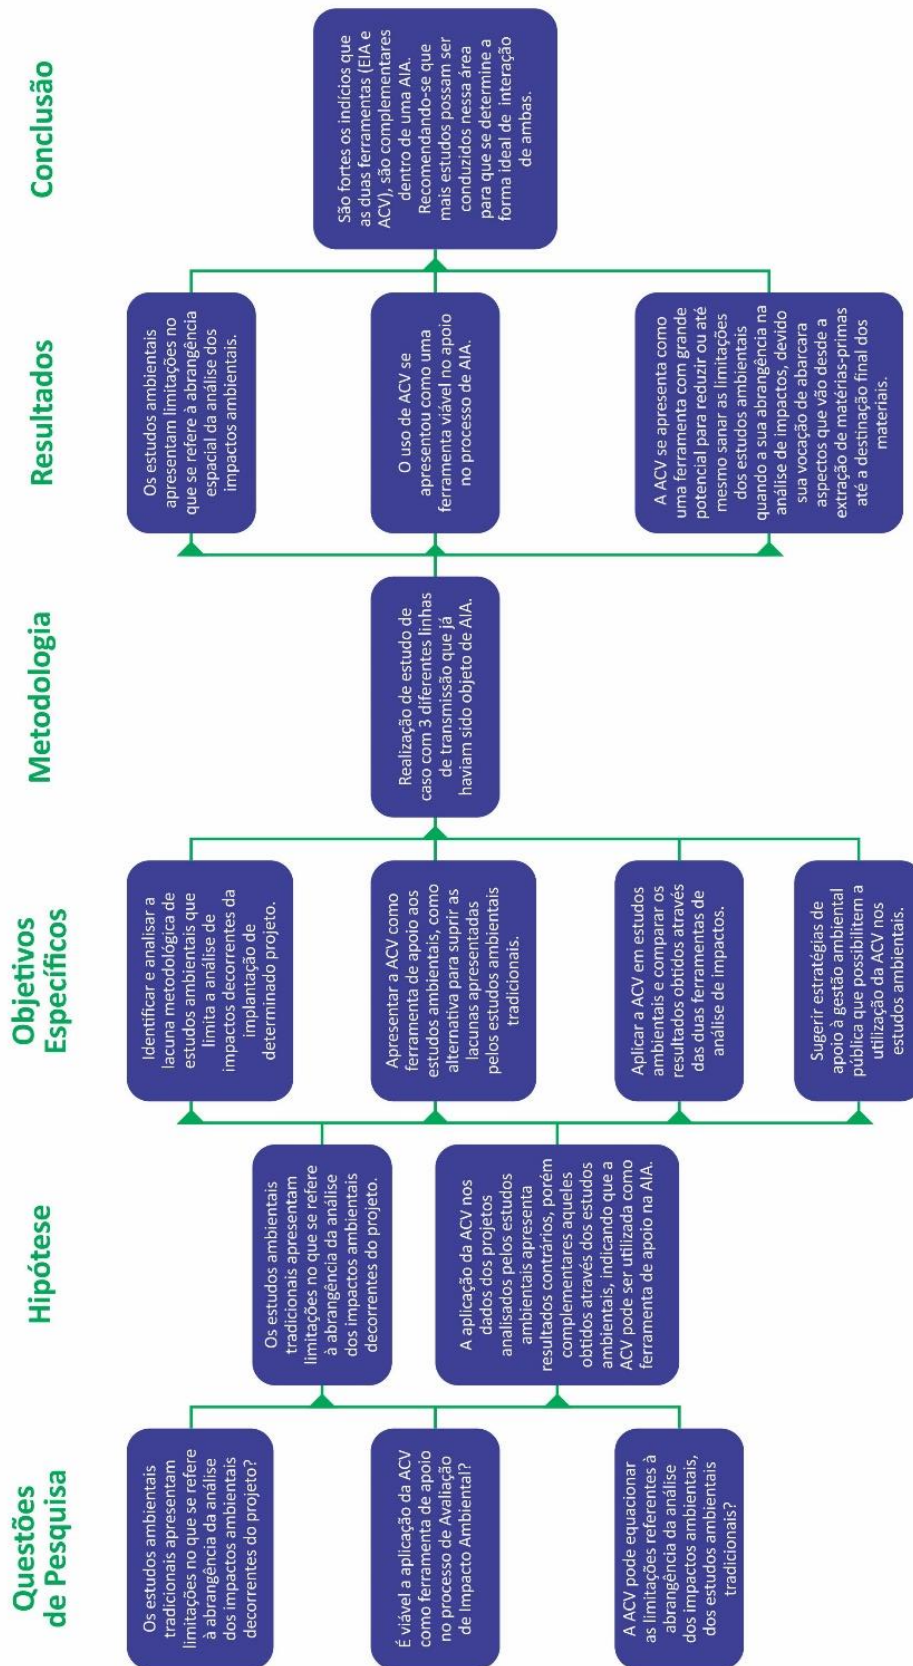 Questões
de Pesquisa
Os estudos ambientais
tradicionais apresentam
limitações no que se refere
à abrangência da análise
dos impactos ambientais
decorrentes do projeto?
É viável a aplicação da ACV
como ferramenta de apoio
no processo de Avaliação
de Impacto Ambiental?
A ACV pode equacionar
as limitações referentes à
abrangência da análise
dos impactos ambientais,
dos estudos ambientais
tradicionais?
Hipótese
Os estudos ambientais
tradicionais apresentam
limitações no que se refere
à abrangência da análise
dos impactos ambientais
decorrentes do projeto.
A aplicação da ACV nos
dados dos projetos
analisados pelos estudos
ambientais apresenta
resultados contrários, porém
complementares aqueles
obtidos através dos estudos
ambientais, indicando que a
ACV pode ser utilizada como
ferramenta de apoio na AIA.
Objetivos
Específicos
Identificar e analisar a
lacuna metodológica de
estudos ambientais que
limita a análise de
impactos decorrentes da
implantação de
determinado projeto.
Apresentar a ACV como
ferramenta de apoio aos
estudos ambientais, como
alternativa para suprir as
lacunas apresentadas
pelos estudos ambientais
tradicionais.
Aplicar a ACV em estudos
ambientais e comparar os
resultados obtidos através
das duas ferramentas de
análise de impactos.
Sugerir estratégias de
apoio à gestão ambiental
pública que possibilitem a
utilização da ACV nos
estudos ambientais.
Metodologia
Realização de estudo de
caso com 3 diferentes linhas
de transmissão que já
haviam sido objeto de AIA.
Resultados
Os estudos ambientais
apresentam limitações no
que se refere à abrangência
espacial da análise dos
impactos ambientais.
O uso de ACV se
apresentou como uma
ferramenta viável no apoio
no processo de AIA.
A ACV se apresenta como
uma ferramenta com grande
potencial para reduzir ou até
mesmo sanar as limitações
dos estudos ambientais
quando a sua abrangência na
análise de impactos, devido
sua vocação de abarcar
aspectos que vão desde a
extração de matérias-primas
até a destinação final dos
materiais.
Conclusão
São fortes os indícios que
as duas ferramentas (EIA e
ACV), são complementares
dentro de uma AIA.
Recomendando-se que
mais estudos possam ser
conduzidos nessa área
para que se determine a
forma ideal de interação
de ambas.